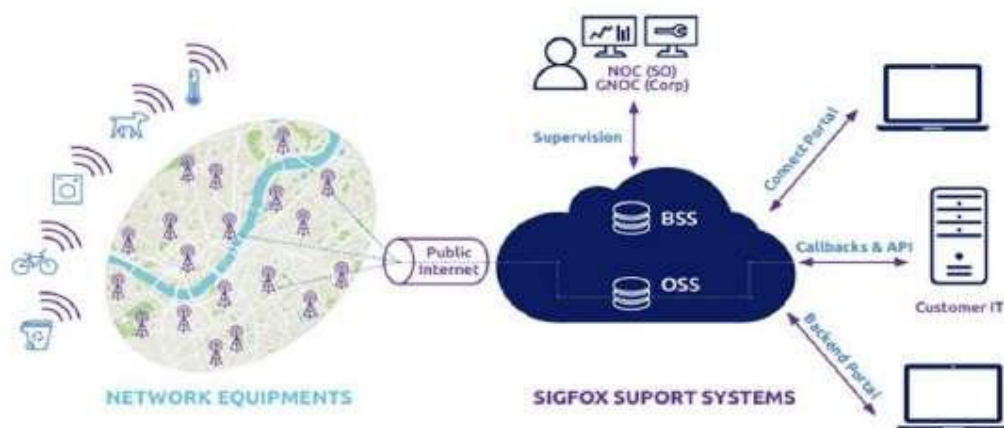 NOC (SO)
GNOC (Corp)
Supervision
Connect Portal
BSS
Public
Internet
Callbacks & API
OSS
Customer IT
Backend Portal
NETWORK EQUIPMENTS
SIGFOX SUPORT SYSTEMS